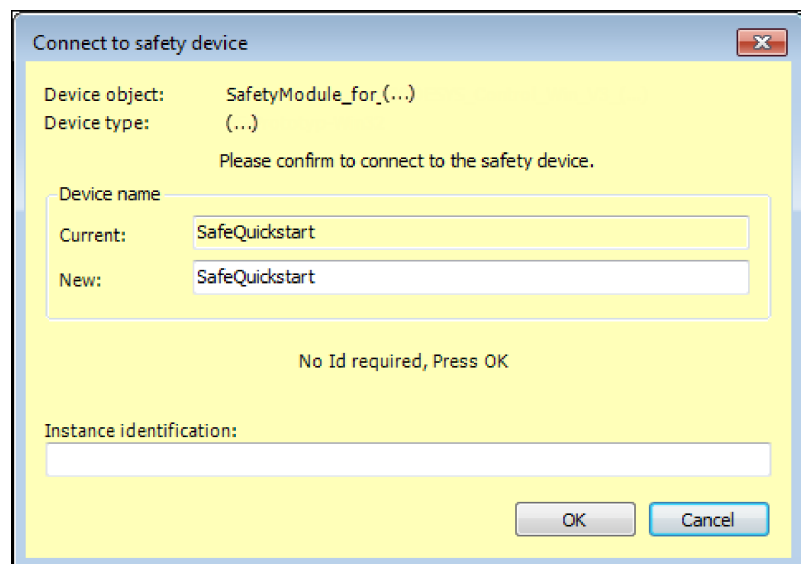 Connect to safety device
Device object: SafetyModule_for_(...)
Device type: (...)
Please confirm to connect to the safety device.
Device name
Current: SafeQuickstart
New: SafeQuickstart
No Id required, Press OK
Instance identification:
OK Cancel